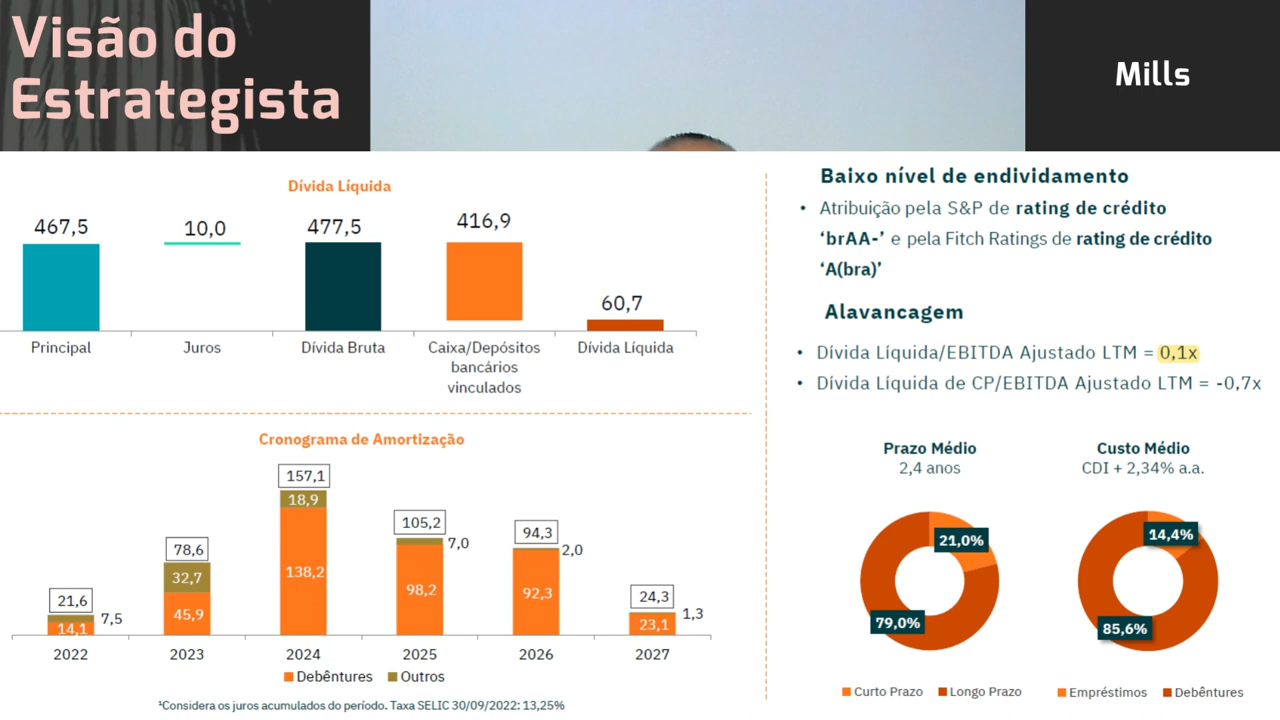 Visão do
Estrategista
Mills
Dívida Líquida
467,5
10,0
477,5
416,9
60,7
Principal
Juros
Dívida Bruta
Caixa/Depósitos
bancários
vinculados
Dívida Líquida
Cronograma de Amortização
21,6
7,5
14,1
78,6
32,7
45,9
157,1
18,9
138,2
105,2
7,0
98,2
94,3
2,0
92,3
24,3
1,3
23,1
2022
2023
2024
2025
2026
2027
Debêntures
Outros
¹Considera os juros acumulados do período. Taxa SELIC 30/09/2022: 13,25%
Baixo nível de endividamento
• Atribuição pela S&P de rating de crédito
‘brAA-’ e pela Fitch Ratings de rating de crédito
‘A(bra)’
Alavancagem
• Dívida Líquida/EBITDA Ajustado LTM = 0,1x
• Dívida Líquida de CP/EBITDA Ajustado LTM = -0,7x
Prazo Médio
2,4 anos
21,0%
79,0%
Curto Prazo
Longo Prazo
Custo Médio
CDI + 2,34% a.a.
14,4%
85,6%
Empréstimos
Debêntures